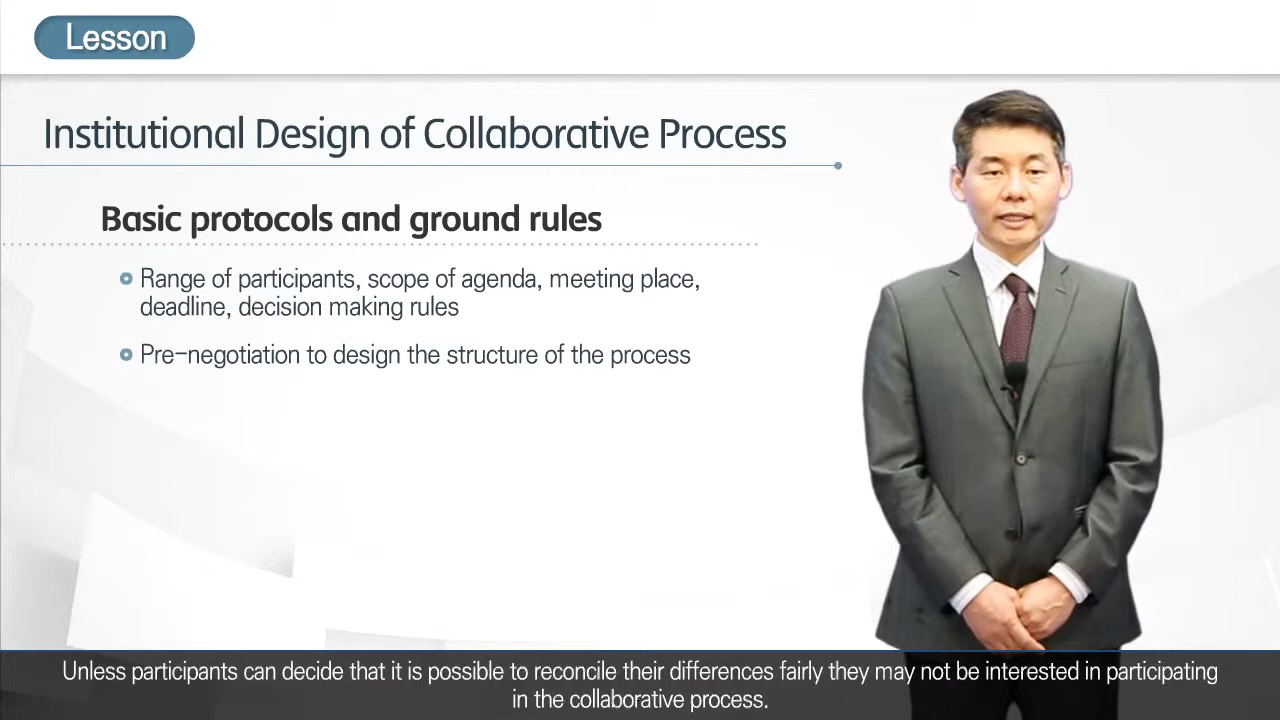 Lesson
Institutional Design of Collaborative Process
Basic protocols and ground rules
Range of participants, scope of agenda, meeting place,
deadline, decision making rules
Pre-negotiation to design the structure of the process
Unless participants can decide that it is possible to reconcile their differences fairly they may not be interested in participating
in the collaborative process.